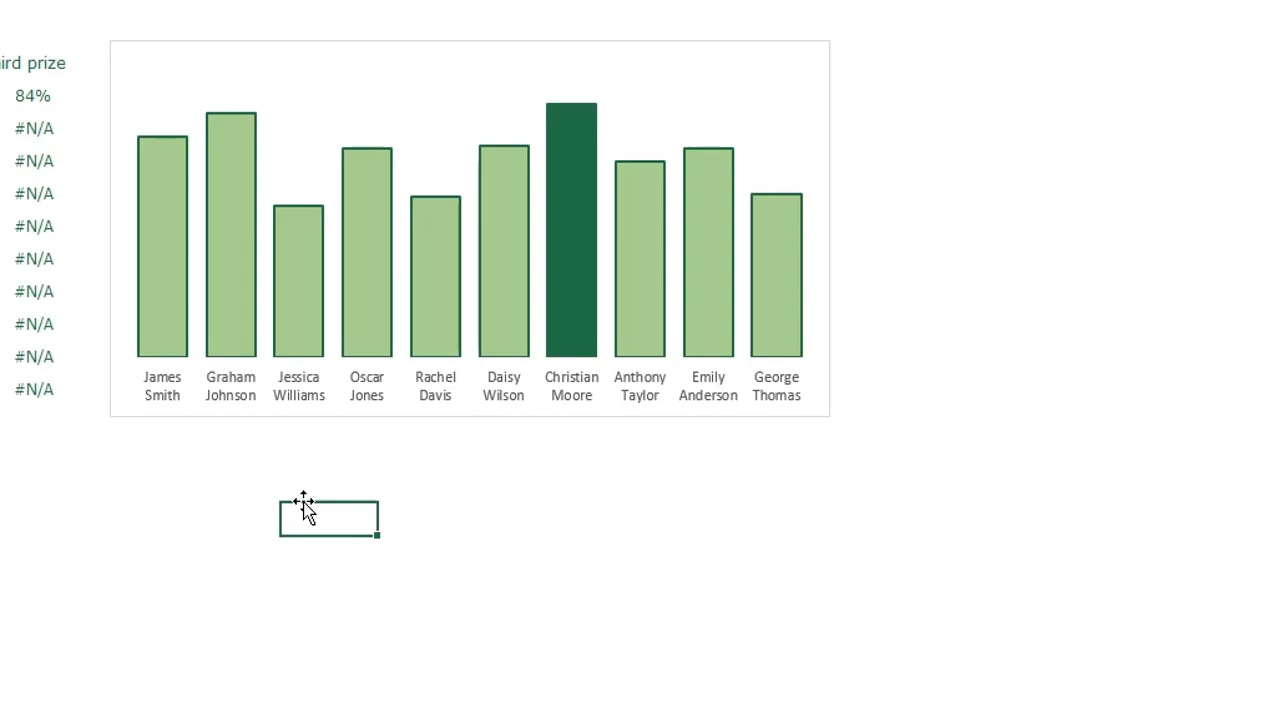 ird prize
84%
#N/A
#N/A
#N/A
#N/A
#N/A
#N/A
#N/A
#N/A
#N/A
James Smith
Graham Johnson
Jessica Williams
Oscar Jones
Rachel Davis
Daisy Wilson
Christian Moore
Anthony Taylor
Emily Anderson
George Thomas